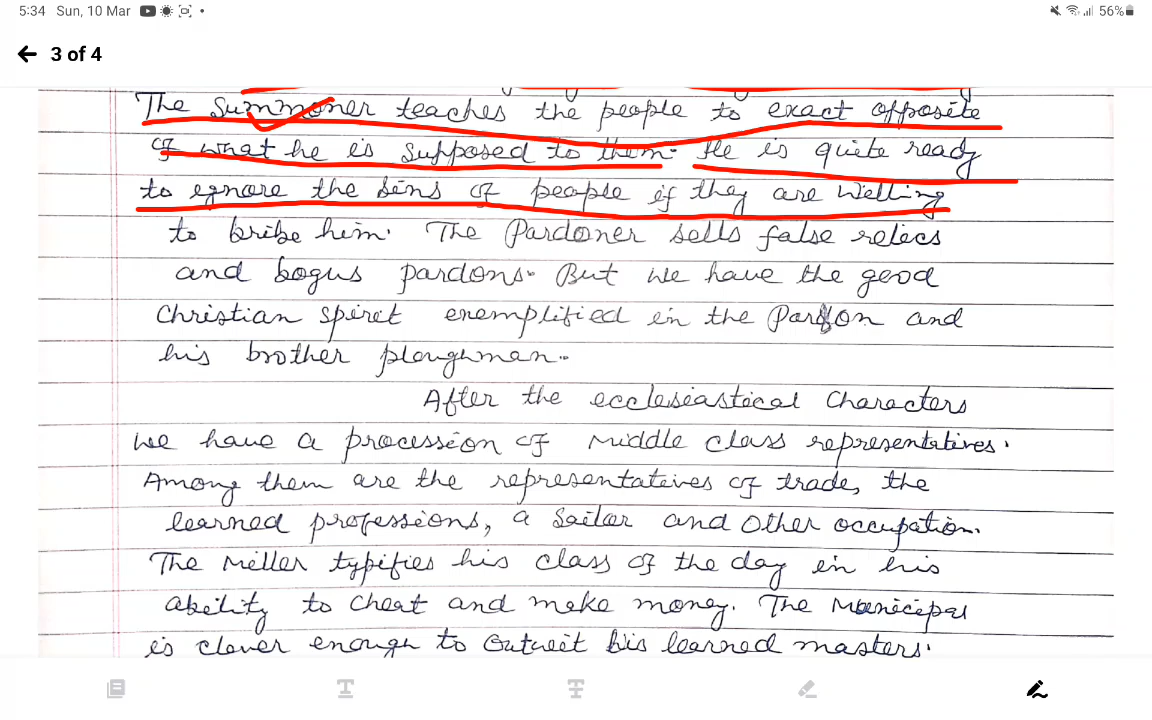 5:34 Sun, 10 Mar
56%
3 of 4
The Summoner teaches the people to exact opposite
of what he is supposed to them. He is quite ready
to ignore the sins of people if they are willing
to bribe him. The Pardoner sells false relics
and bogus pardons. But we have the good
Christian spirit exemplified in the Parson and
his brother ploughman.
After the ecclesiastical characters
we have a procession of middle class representatives.
Among them are the representatives of trade, the
learned professions, a sailor and other occupation.
The Miller typifies his class of the day in his
ability to cheat and make money. The Manicipal
is clever enough to outwit his learned masters.